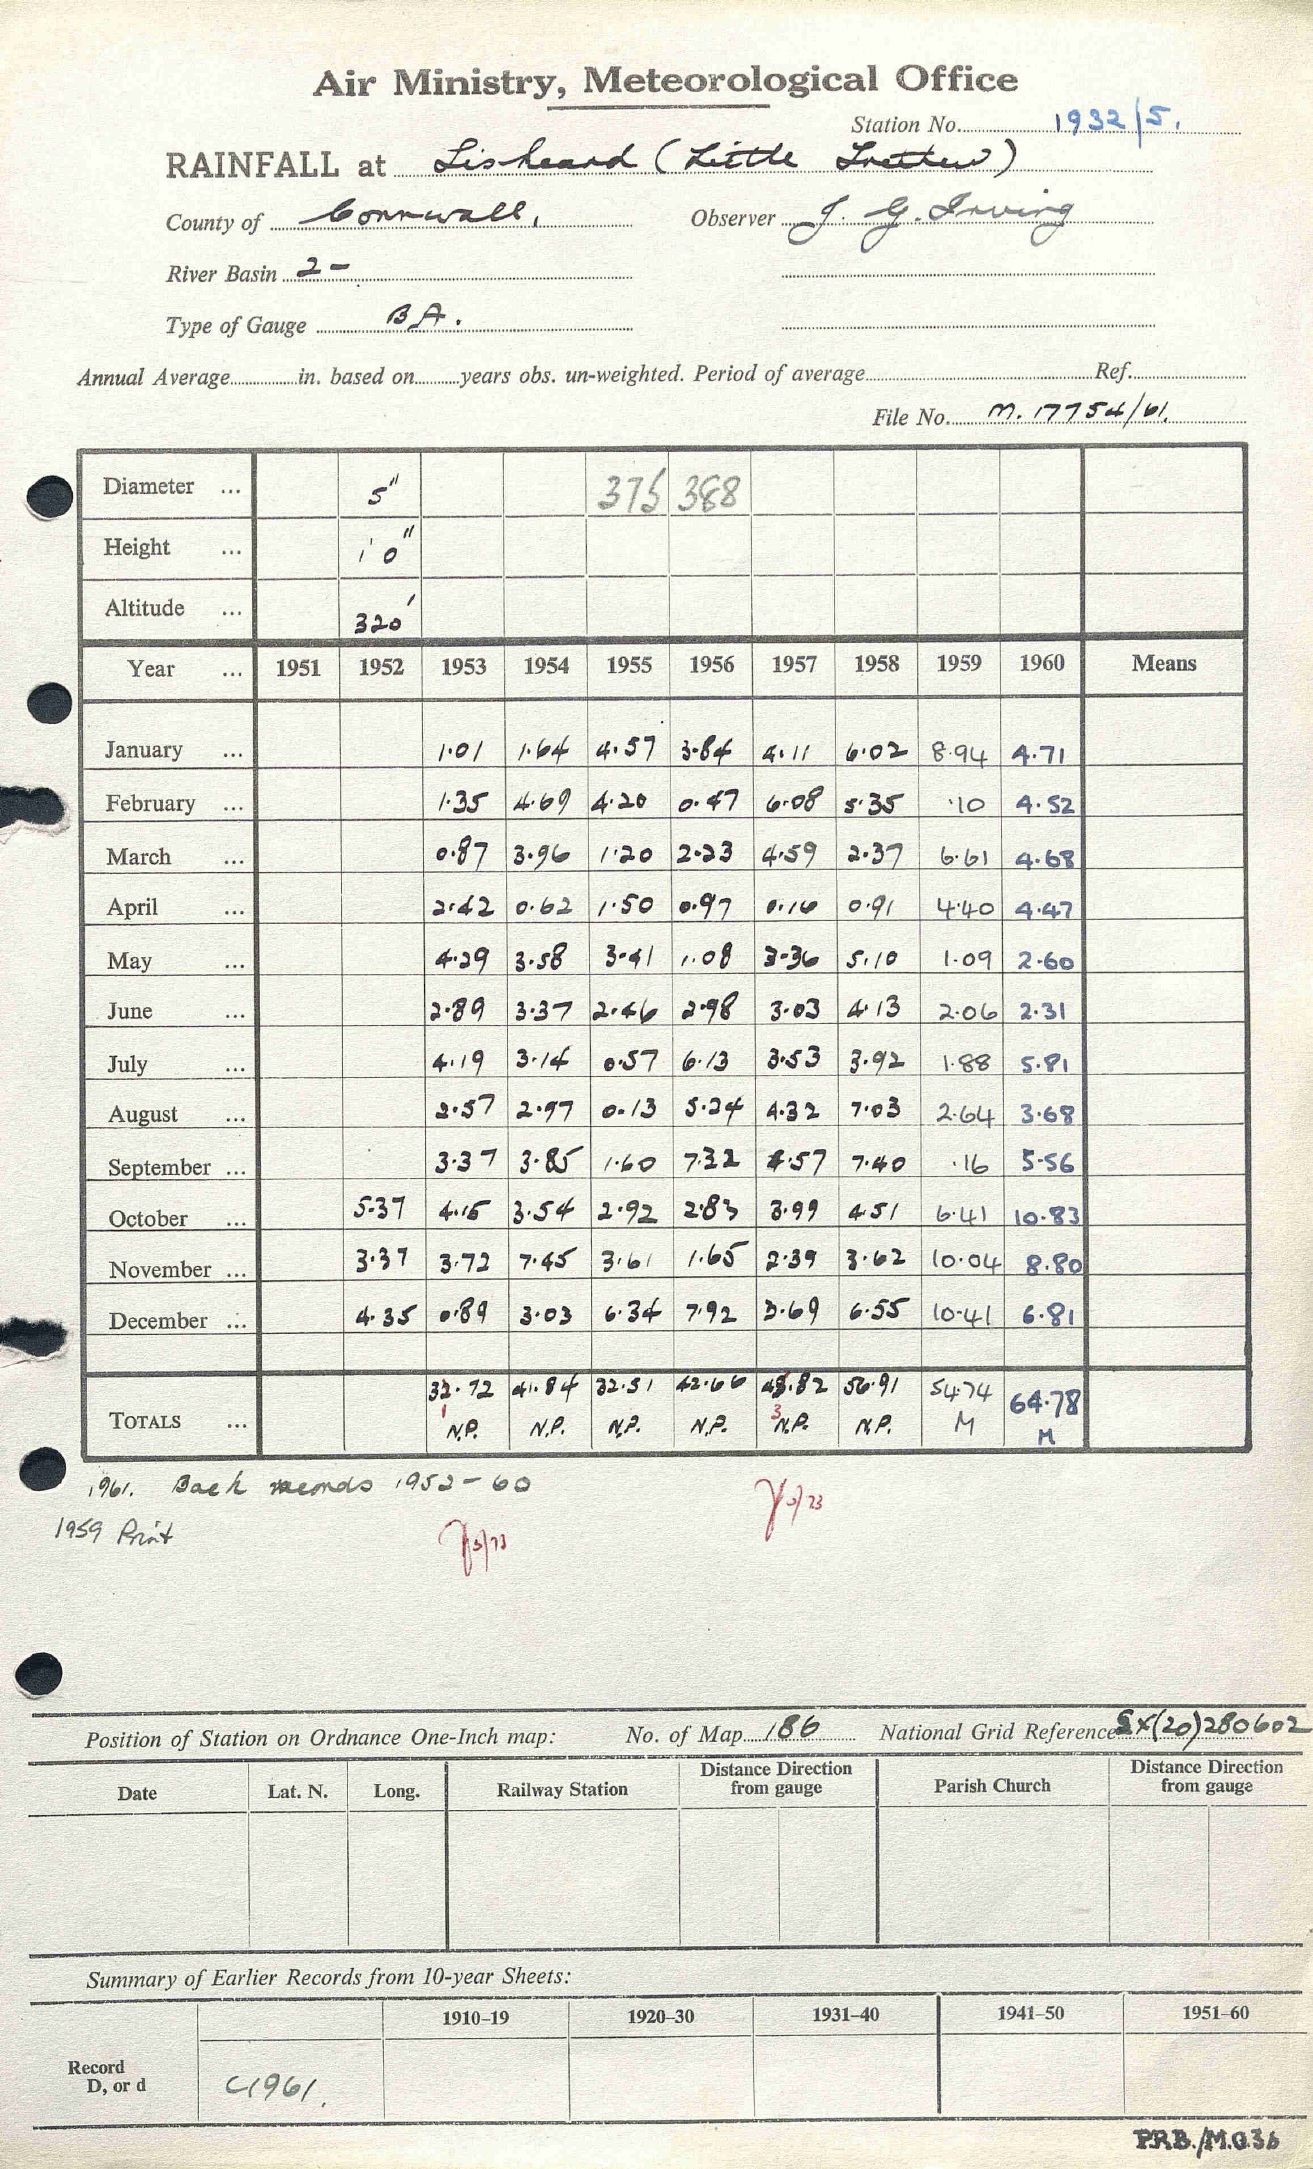 Air Ministry, Meteorological Office
Station No. 1932/5.
RAINFALL at Liskeard (Little Trethew)
County of Cornwall, Observer J. G. Irving
River Basin 2-
Type of Gauge BA.
Annual Average in. based on years obs. un-weighted. Period of average Ref.
File No. M. 17754/61.
Diameter ... 5" 375 388
Height ... 1' 0"
Altitude ... 320'
Year ... 1951 1952 1953 1954 1955 1956 1957 1958 1959 1960 Means
January ... 1.01 1.64 4.57 3.84 4.11 6.02 8.94 4.71
February ... 1.35 4.69 4.20 0.47 6.08 5.35 .10 4.52
March ... 0.87 3.96 1.20 2.23 4.59 2.37 6.61 4.68
April ... 2.42 0.62 1.50 0.97 0.16 0.91 4.40 4.47
May ... 4.29 3.58 3.41 1.08 3.36 5.10 1.09 2.60
June ... 2.89 3.37 2.46 2.98 3.03 4.13 2.06 2.31
July ... 4.19 3.14 0.57 6.13 3.53 3.92 1.88 5.81
August ... 2.57 2.97 0.13 5.24 4.32 7.03 2.64 3.68
September ... 3.37 3.85 1.60 7.32 4.57 7.40 .16 5.56
October ... 5.37 4.15 3.54 2.92 2.83 3.99 4.51 6.41 10.83
November ... 3.37 3.72 7.45 3.61 1.65 2.39 3.62 10.04 8.80
December ... 4.35 0.89 3.03 6.34 7.92 3.69 6.55 10.41 6.81
32.72 41.84 32.51 42.66 48.82 56.91 54.74 64.78
1 3
TOTALS ... N.P. N.P. N.P. N.P. N.P. N.P. M M
1961. Back records 1952-60
1959 Print
Position of Station on Ordnance One-Inch map: No. of Map 186 National Grid Reference SX(20)280602
Date Lat. N. Long. Railway Station Distance Direction from gauge Parish Church Distance Direction from gauge
Summary of Earlier Records from 10-year Sheets:
1910–19 1920–30 1931–40 1941–50 1951–60
Record
D, or d C1961.
P.R.B./M.O.36